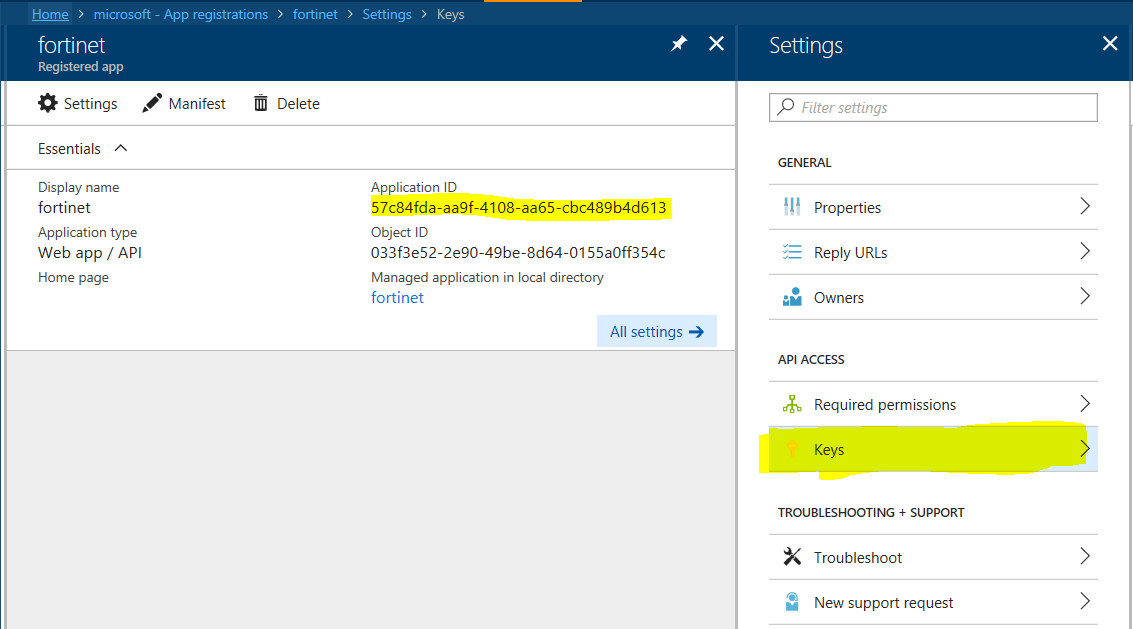 Home > microsoft - App registrations > fortinet > Settings > Keys
fortinet
Registered app
Settings Manifest Delete
Essentials
Display name
fortinet
Application type
Web app / API
Home page
Application ID
57c84fda-aa9f-4108-aa65-cbc489b4d613
Object ID
033f3e52-2e90-49be-8d64-0155a0ff354c
Managed application in local directory
fortinet
All settings
Settings
Filter settings
GENERAL
Properties
Reply URLs
Owners
API ACCESS
Required permissions
Keys
TROUBLESHOOTING + SUPPORT
Troubleshoot
New support request